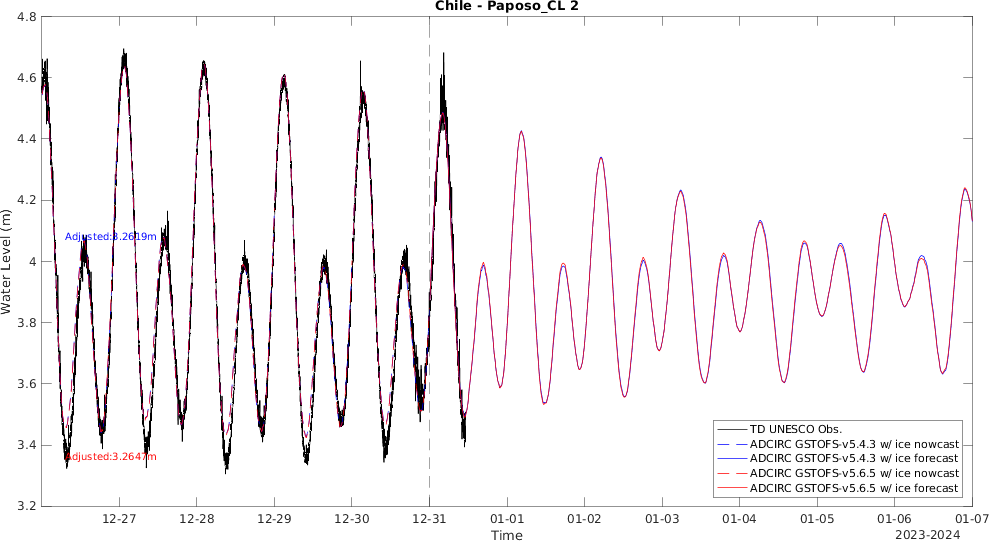 Chile - Paposo_CL 2
4.8
4.6
4.4
4.2
4
3.8
3.6
3.4
3.2
Water Level (m)
Adjusted:3.2619m
Adjusted:3.2647m
TD UNESCO Obs.
ADCIRC GSTOFS-v5.4.3 w/ ice nowcast
ADCIRC GSTOFS-v5.4.3 w/ ice forecast
ADCIRC GSTOFS-v5.6.5 w/ ice nowcast
ADCIRC GSTOFS-v5.6.5 w/ ice forecast
12-27 12-28 12-29 12-30 12-31 01-01 01-02 01-03 01-04 01-05 01-06 01-07
Time
2023-2024